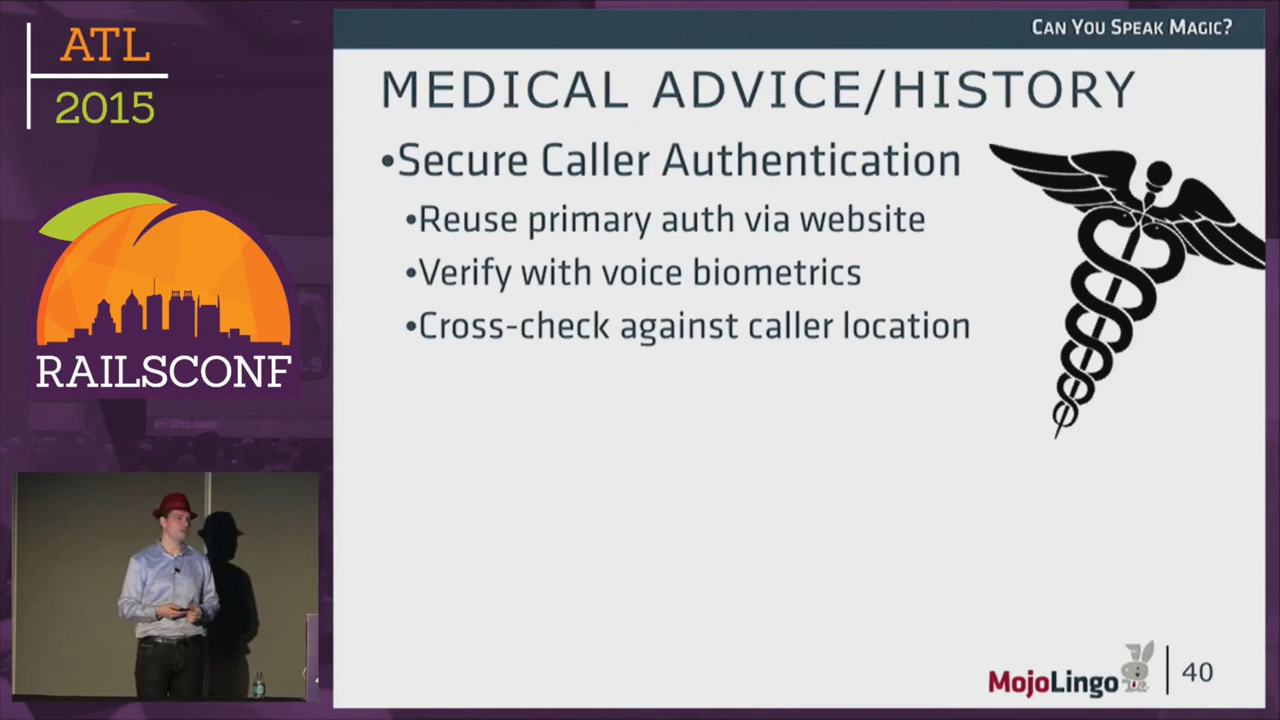 ATL
2015
RAILSCONF
CAN YOU SPEAK MAGIC?
MEDICAL ADVICE/HISTORY
•Secure Caller Authentication
•Reuse primary auth via website
•Verify with voice biometrics
•Cross-check against caller location
MojoLingo
40